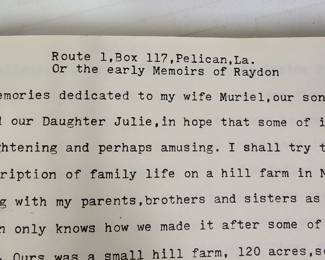 Route 1,Box 117,Pelican,La.
Or the early Memoirs of Raydon
emories dedicated to my wife Muriel,our son
our Daughter Julie,in hope that some of i
htening and perhaps amusing. I shall try t
ription of family life on a hill farm in N
g with my parents,brothers and sisters as
n only knows how we made it after some of
. Ours was a small hill farm, 120 acres,so